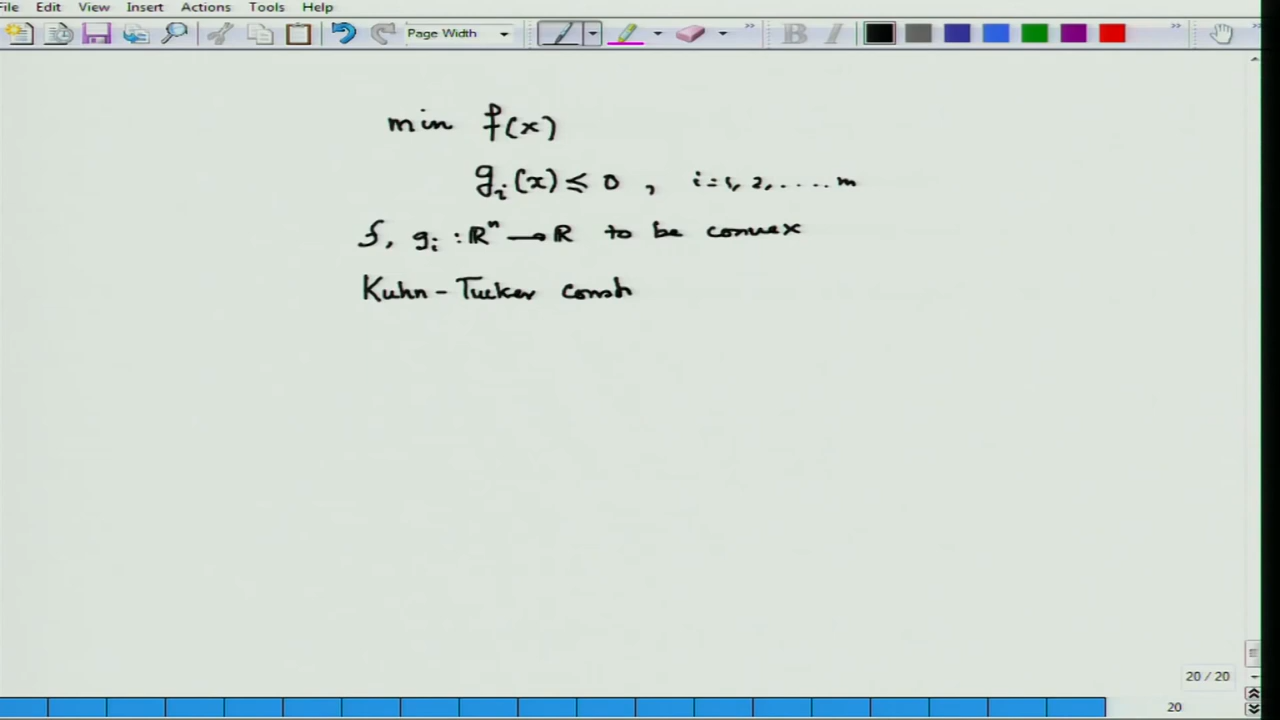 File Edit View Insert Actions Tools Help
Page Width
B I
min f(x)
gᵢ(x) ≤ 0 , i = 1, 2, ..... m
f, gᵢ : ℝⁿ → ℝ to be convex
Kuhn-Tucker const
20 / 20
20